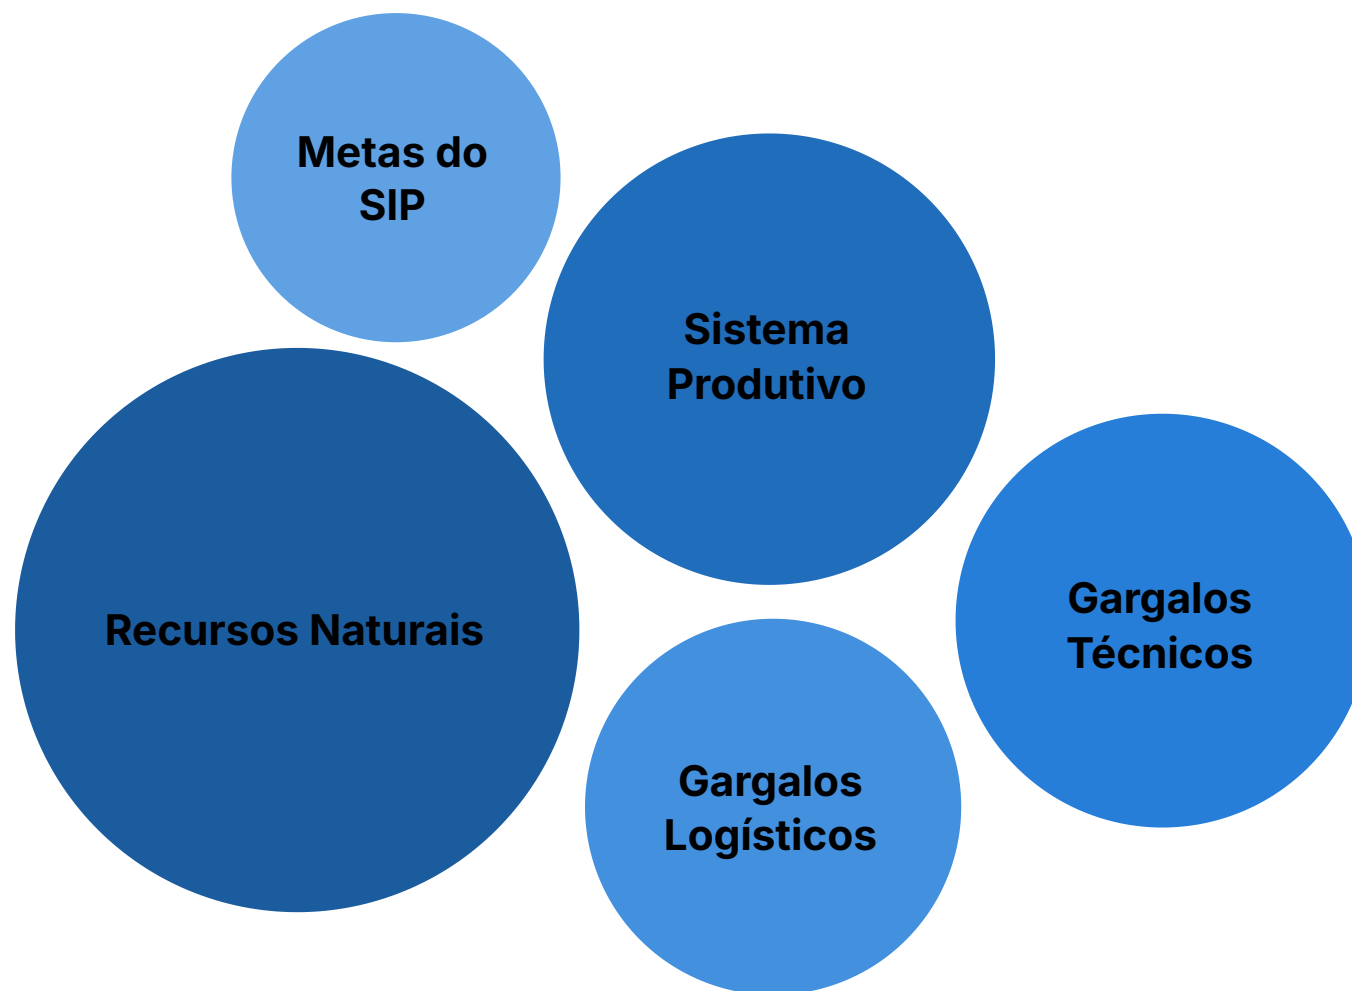 Metas do
SIP
Sistema
Produtivo
Recursos Naturais
Gargalos
Técnicos
Gargalos
Logísticos